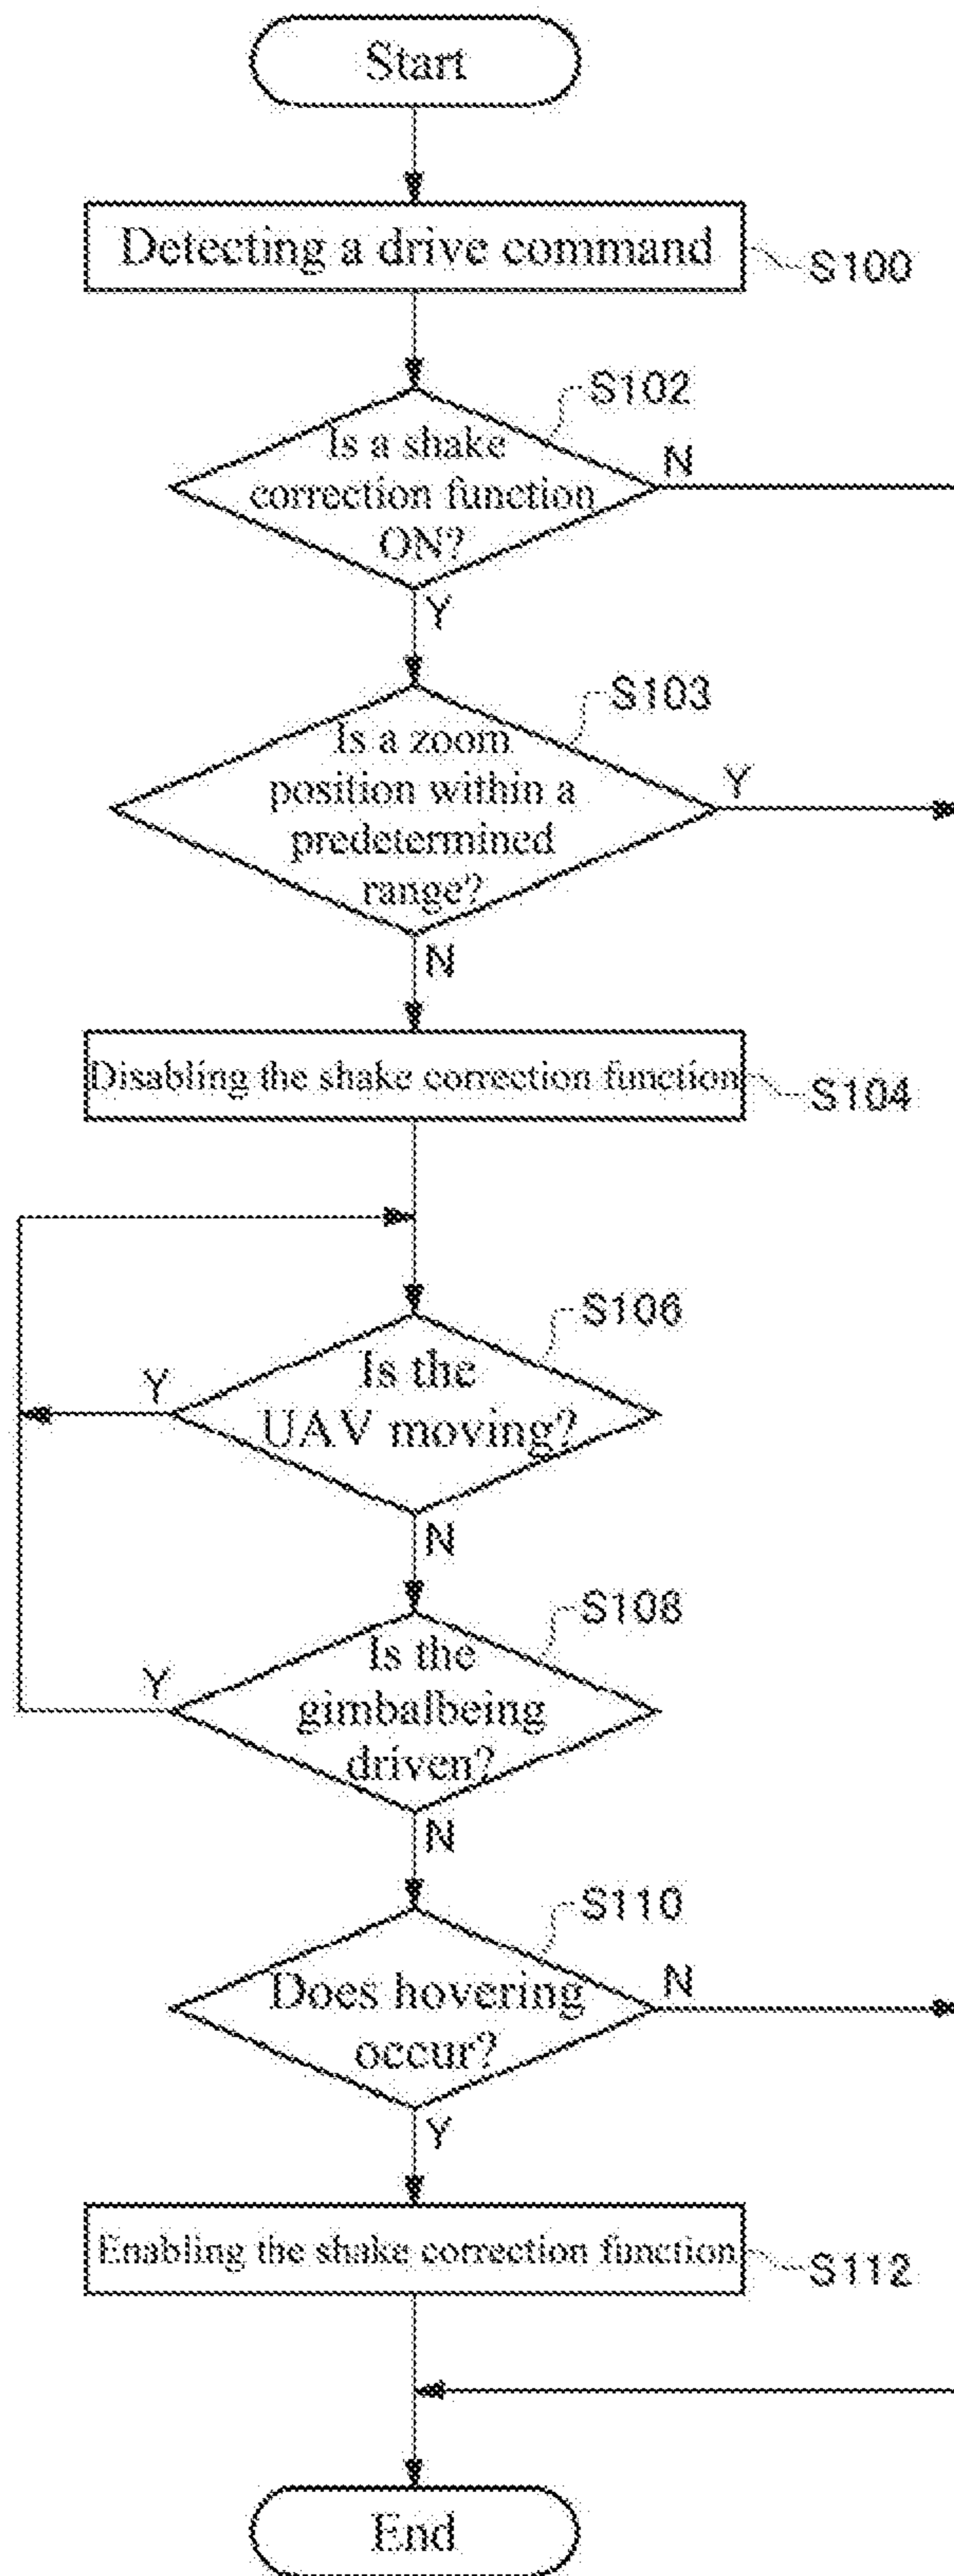 Start
Detecting a drive command
S100
S102
Is a shake
correction function
ON?
N
Y
S103
Is a zoom
position within a
predetermined
range?
Y
N
Disabling the shake correction function
S104
S106
Is the
UAV moving?
Y
N
S108
Is the
gimbalbeing
driven?
Y
N
S110
Does hovering
occur?
N
Y
Enabling the shake correction function
S112
End